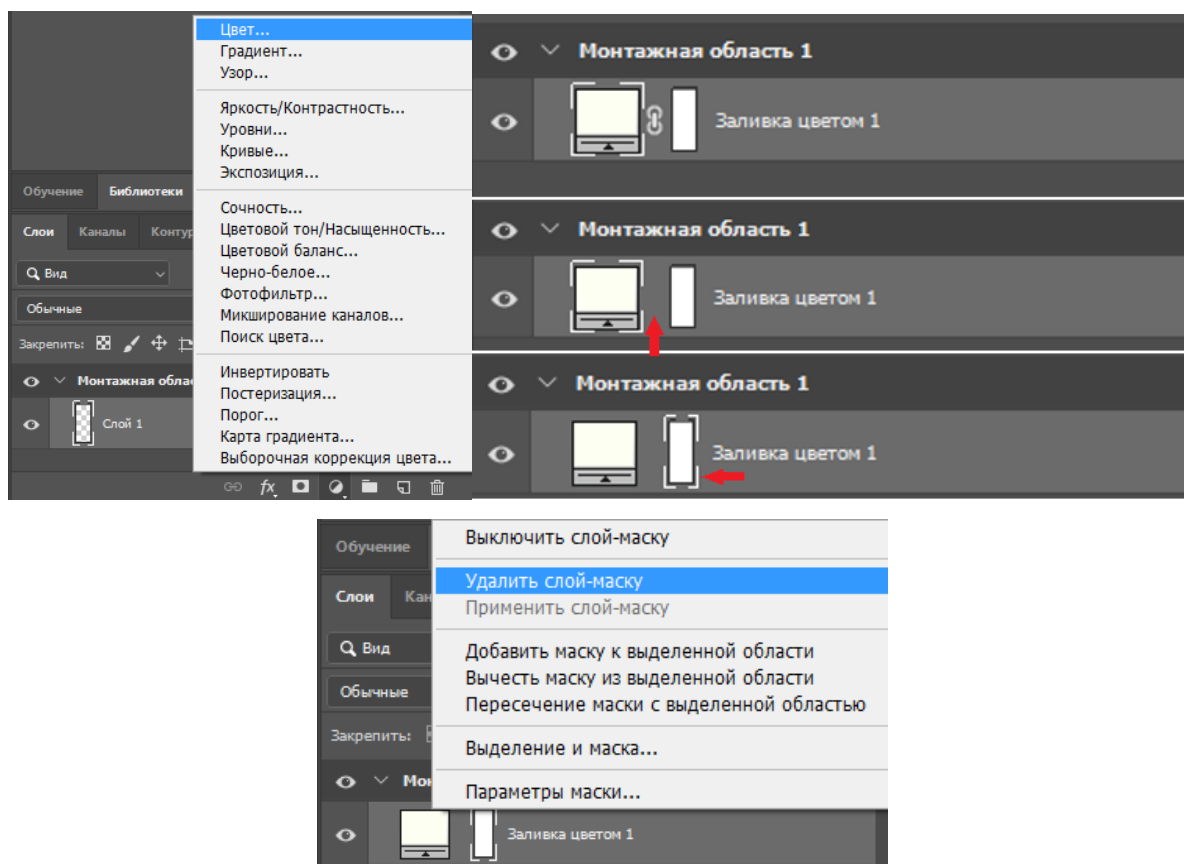 Цвет...
Градиент...
Узор...
Яркость/Контрастность...
Уровни...
Кривые...
Экспозиция...
Сочность...
Цветовой тон/Насыщенность...
Цветовой баланс...
Черно-белое...
Фотофильтр...
Микширование каналов...
Поиск цвета...
Инвертировать
Постеризация...
Порог...
Карта градиента...
Выборочная коррекция цвета...
Обучение Библиотеки
Слои Каналы Контур
Вид
Обычные
Закрепить:
Монтажная облас
Слой 1
fx
Монтажная область 1
Заливка цветом 1
Монтажная область 1
Заливка цветом 1
Монтажная область 1
Заливка цветом 1
Обучение
Слои Кан
Вид
Обычные
Закрепить:
Мон
Заливка цветом 1
Выключить слой-маску
Удалить слой-маску
Применить слой-маску
Добавить маску к выделенной области
Вычесть маску из выделенной области
Пересечение маски с выделенной областью
Выделение и маска...
Параметры маски...